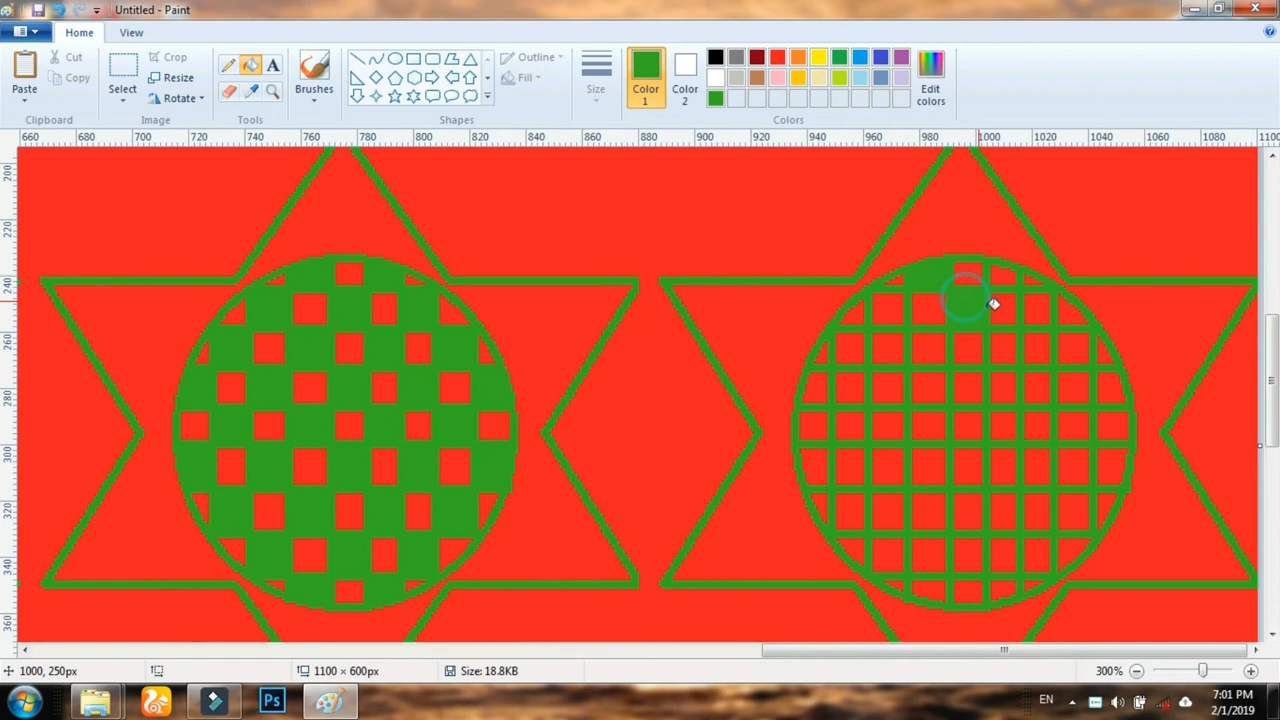 Untitled - Paint
Home View
Paste
Cut
Copy
Clipboard
Select
Crop
Resize
Rotate
Image
A
Tools
Brushes
Outline
Fill
Shapes
Size
Color 1
Color 2
Edit colors
Colors
660 680 700 720 740 760 780 800 820 840 860 880 900 920 940 960 980 1000 1020 1040 1060 1080 1100
200
220
240
260
280
300
320
340
360
1000, 250px
1100 × 600px
Size: 18.8KB
300%
Ps
EN
7:01 PM
2/1/2019